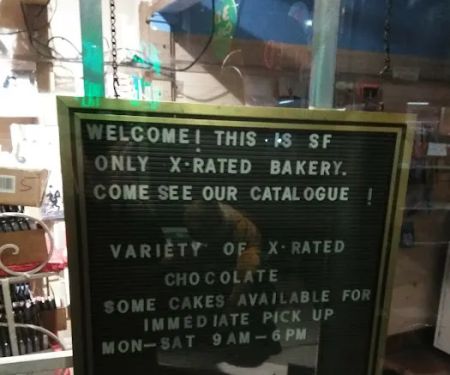 WELCOME! THIS IS SF
ONLY X-RATED BAKERY.
COME SEE OUR CATALOGUE !
VARIETY OF X-RATED
CHOCOLATE
SOME CAKES AVAILABLE FOR
IMMEDIATE PICK UP
MON-SAT 9AM-6PM